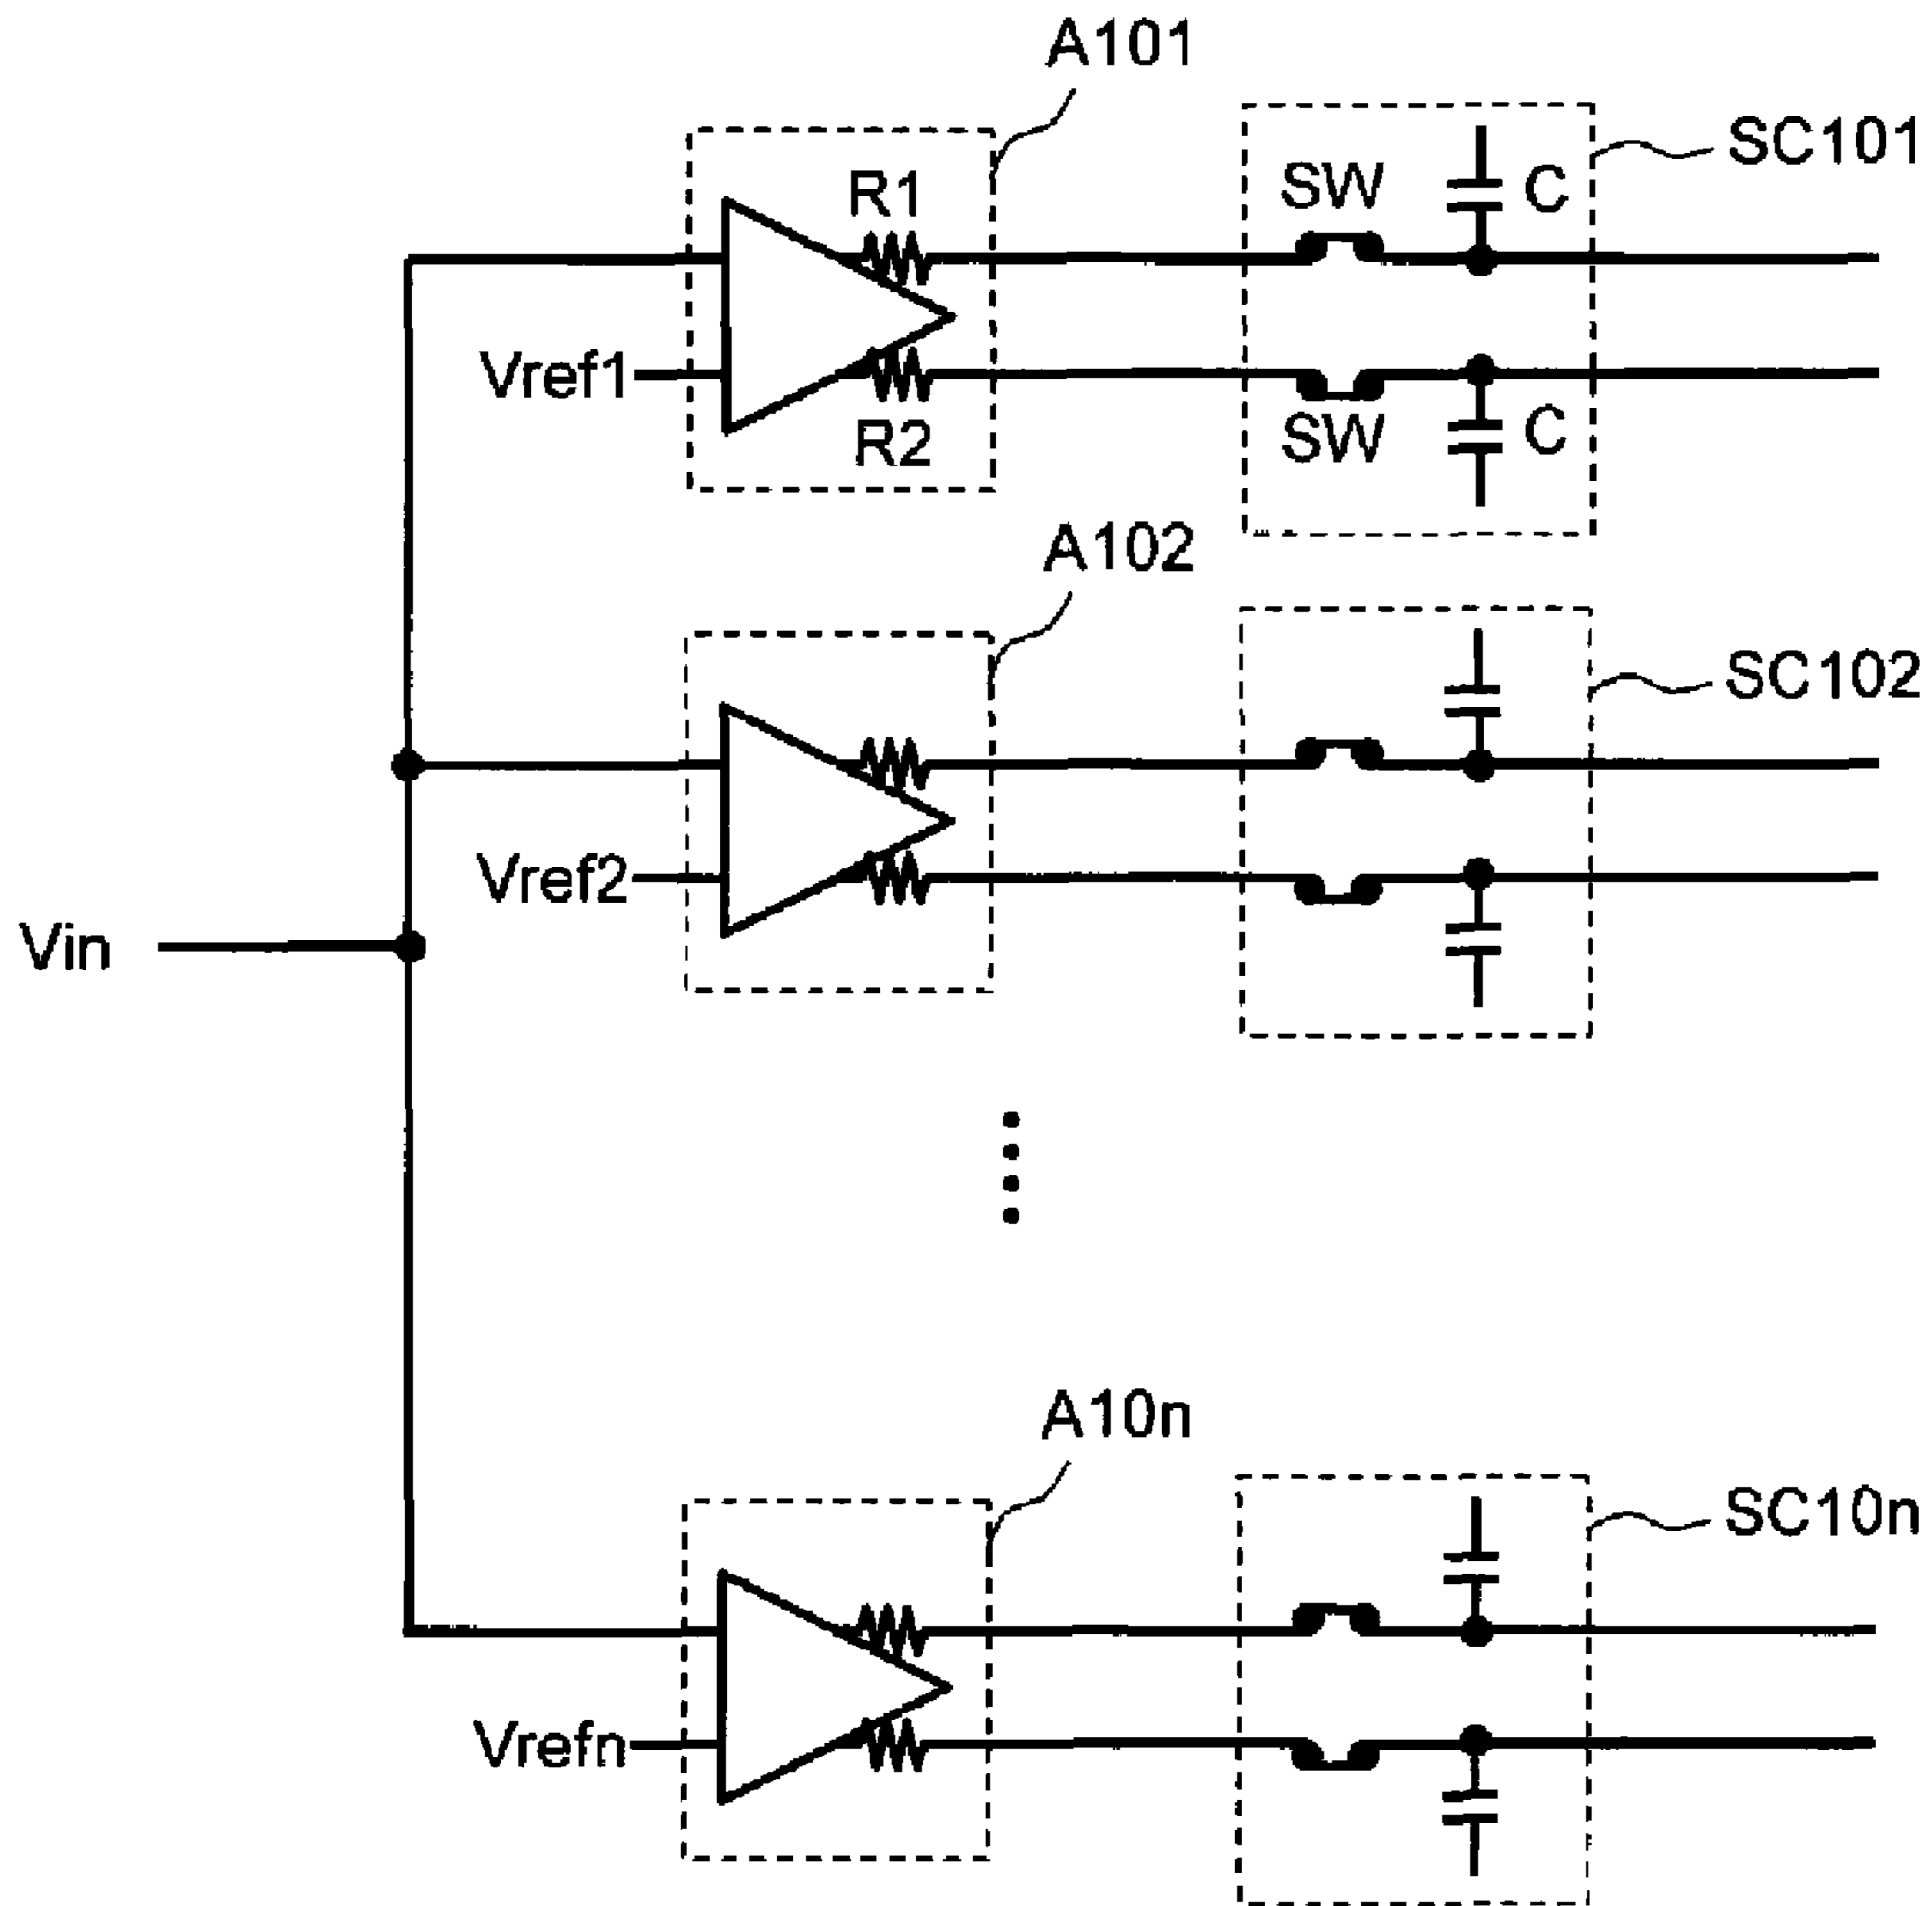 A101
SC101
R1
SW
C
Vref1
R2
SW
C
A102
SC102
Vref2
Vin
A10n
SC10n
Vrefn